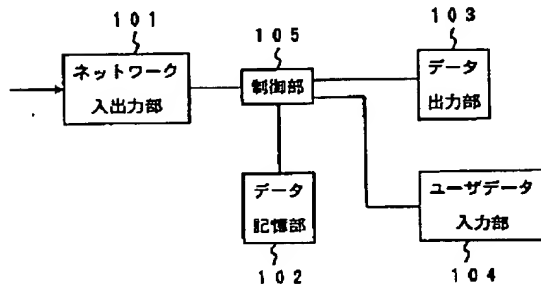 101
ネットワーク
入出力部
105
制御部
103
データ
出力部
データ
記憶部
102
ユーザデータ
入力部
104